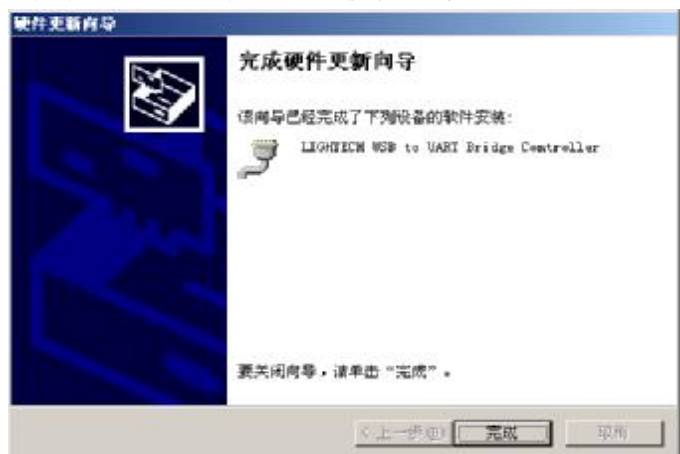 硬件更新向导
完成硬件更新向导
该向导已经完成了下列设备的软件安装:
LIGHTECH USB to UART Bridge Controller
要关闭向导，请单击“完成”。
<上一步(B)
完成
取消